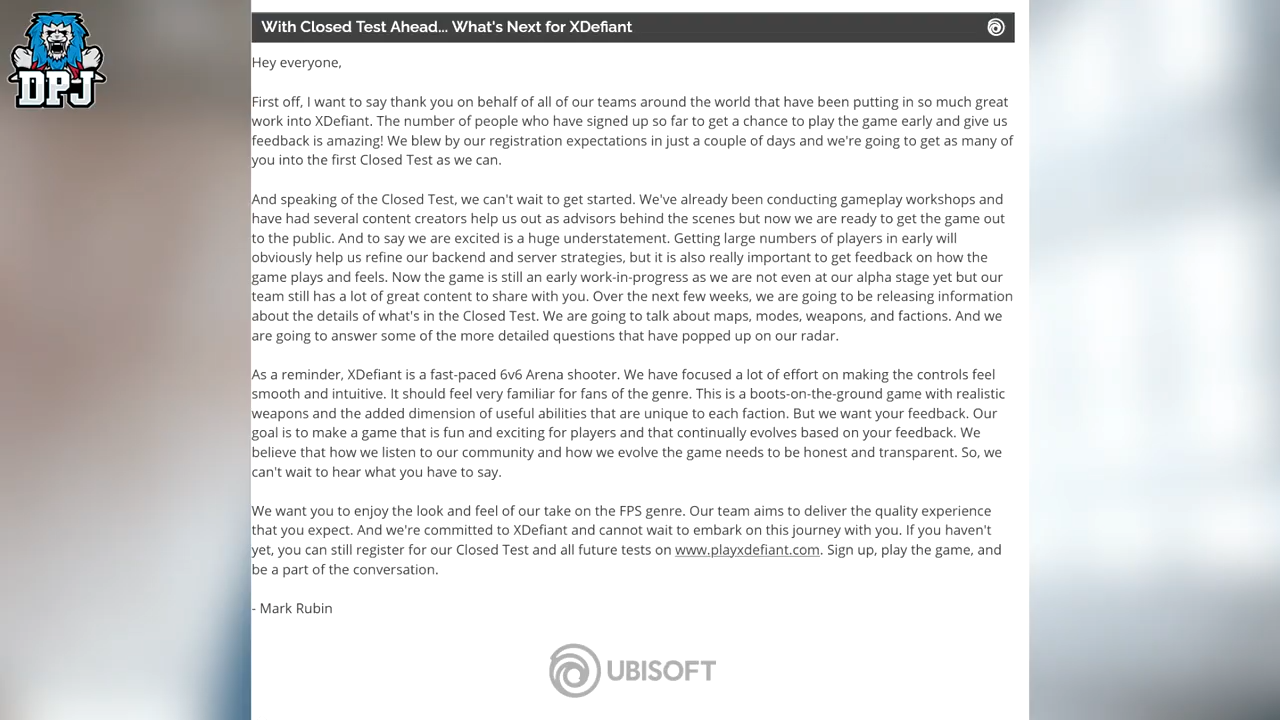 DPJ
With Closed Test Ahead... What's Next for XDefiant
Hey everyone,
First off, I want to say thank you on behalf of all of our teams around the world that have been putting in so much great
work into XDefiant. The number of people who have signed up so far to get a chance to play the game early and give us
feedback is amazing! We blew by our registration expectations in just a couple of days and we're going to get as many of
you into the first Closed Test as we can.
And speaking of the Closed Test, we can't wait to get started. We've already been conducting gameplay workshops and
have had several content creators help us out as advisors behind the scenes but now we are ready to get the game out
to the public. And to say we are excited is a huge understatement. Getting large numbers of players in early will
obviously help us refine our backend and server strategies, but it is also really important to get feedback on how the
game plays and feels. Now the game is still an early work-in-progress as we are not even at our alpha stage yet but our
team still has a lot of great content to share with you. Over the next few weeks, we are going to be releasing information
about the details of what's in the Closed Test. We are going to talk about maps, modes, weapons, and factions. And we
are going to answer some of the more detailed questions that have popped up on our radar.
As a reminder, XDefiant is a fast-paced 6v6 Arena shooter. We have focused a lot of effort on making the controls feel
smooth and intuitive. It should feel very familiar for fans of the genre. This is a boots-on-the-ground game with realistic
weapons and the added dimension of useful abilities that are unique to each faction. But we want your feedback. Our
goal is to make a game that is fun and exciting for players and that continually evolves based on your feedback. We
believe that how we listen to our community and how we evolve the game needs to be honest and transparent. So, we
can't wait to hear what you have to say.
We want you to enjoy the look and feel of our take on the FPS genre. Our team aims to deliver the quality experience
that you expect. And we're committed to XDefiant and cannot wait to embark on this journey with you. If you haven't
yet, you can still register for our Closed Test and all future tests on www.playxdefiant.com. Sign up, play the game, and
be a part of the conversation.
- Mark Rubin
UBISOFT